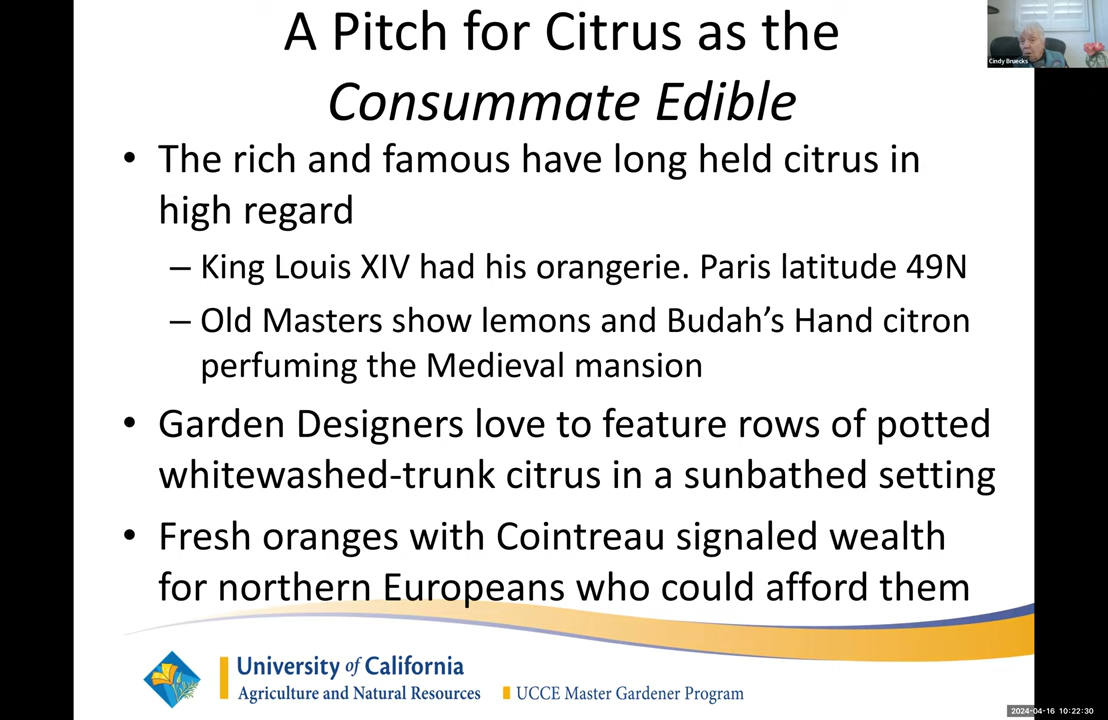 A Pitch for Citrus as the
Consummate Edible
Cindy Bruecks
• The rich and famous have long held citrus in
high regard
– King Louis XIV had his orangerie. Paris latitude 49N
– Old Masters show lemons and Budah’s Hand citron
perfuming the Medieval mansion
• Garden Designers love to feature rows of potted
whitewashed-trunk citrus in a sunbathed setting
• Fresh oranges with Cointreau signaled wealth
for northern Europeans who could afford them
University of California
Agriculture and Natural Resources
UCCE Master Gardener Program
2024-04-16 10:22:30